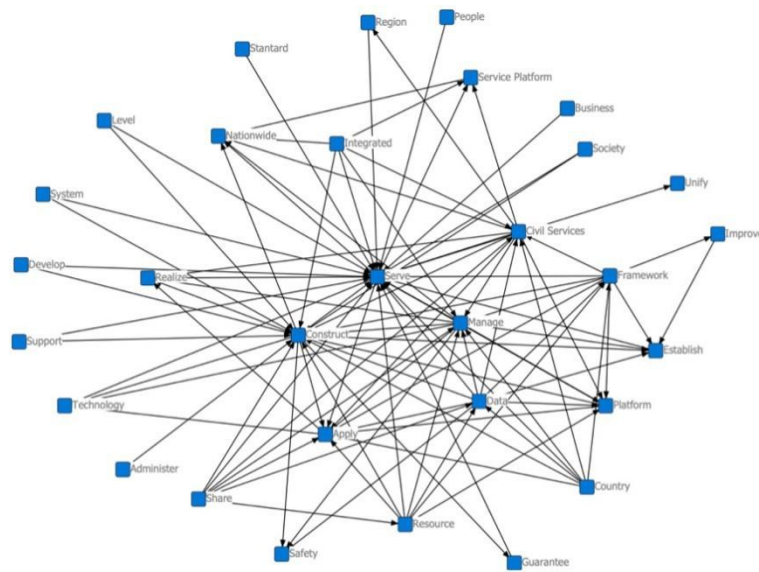 People
Region
Stantard
Service Platform
Business
Level
Nationwide
Integrated
Society
Unify
System
Civil Services
Improve
Develop
Realize
Serve
Framework
Manage
Construct
Support
Establish
Data
Technology
Platform
Apply
Administer
Country
Share
Resource
Safety
Guarantee